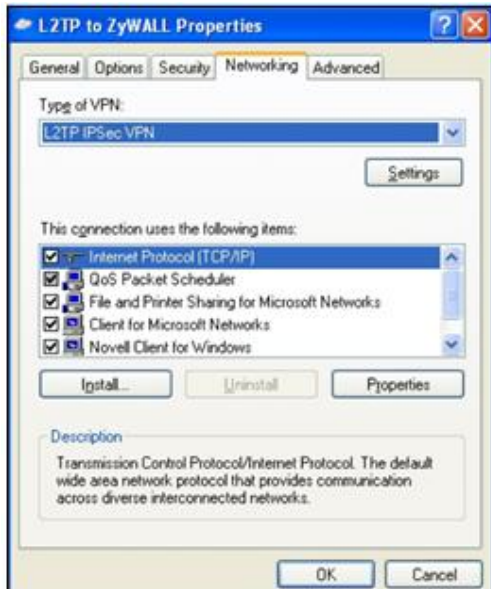 L2TP to ZyWALL Properties
General Options Security Networking Advanced
Type of VPN:
L2TP IPSec VPN
Settings
This connection uses the following items:
Internet Protocol (TCP/IP)
QoS Packet Scheduler
File and Printer Sharing for Microsoft Networks
Client for Microsoft Networks
Novell Client for Windows
Install... Uninstall Properties
Description
Transmission Control Protocol/Internet Protocol. The default
wide area network protocol that provides communication
across diverse interconnected networks.
OK Cancel